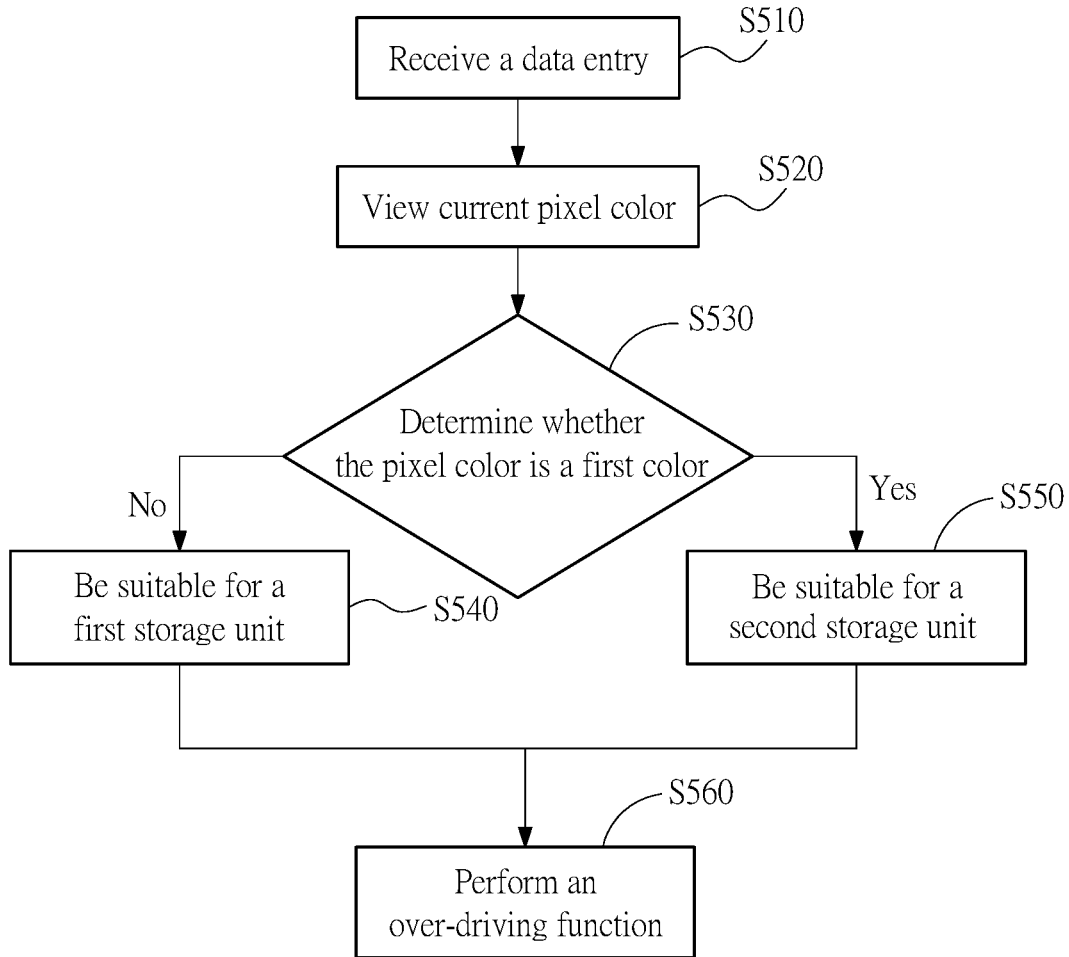 S510
Receive a data entry
S520
View current pixel color
S530
Determine whether
the pixel color is a first color
No
Yes
S550
Be suitable for a
first storage unit
S540
Be suitable for a
second storage unit
S560
Perform an
over-driving function